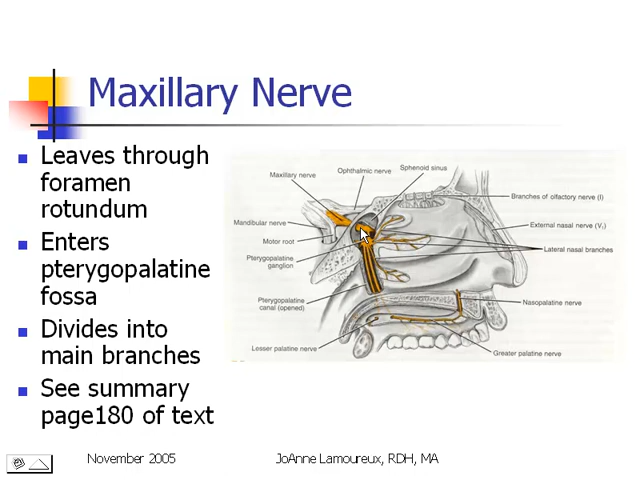 Maxillary Nerve
Leaves through
foramen
rotundum
Enters
pterygopalatine
fossa
Divides into
main branches
See summary
page180 of text
Maxillary nerve
Ophthalmic nerve
Sphenoid sinus
Branches of olfactory nerve (I)
Mandibular nerve
External nasal nerve (V₁)
Motor root
Lateral nasal branches
Pterygopalatine
ganglion
Pterygopalatine
canal (opened)
Nasopalatine nerve
Lesser palatine nerve
Greater palatine nerve
November 2005
JoAnne Lamoureux, RDH, MA